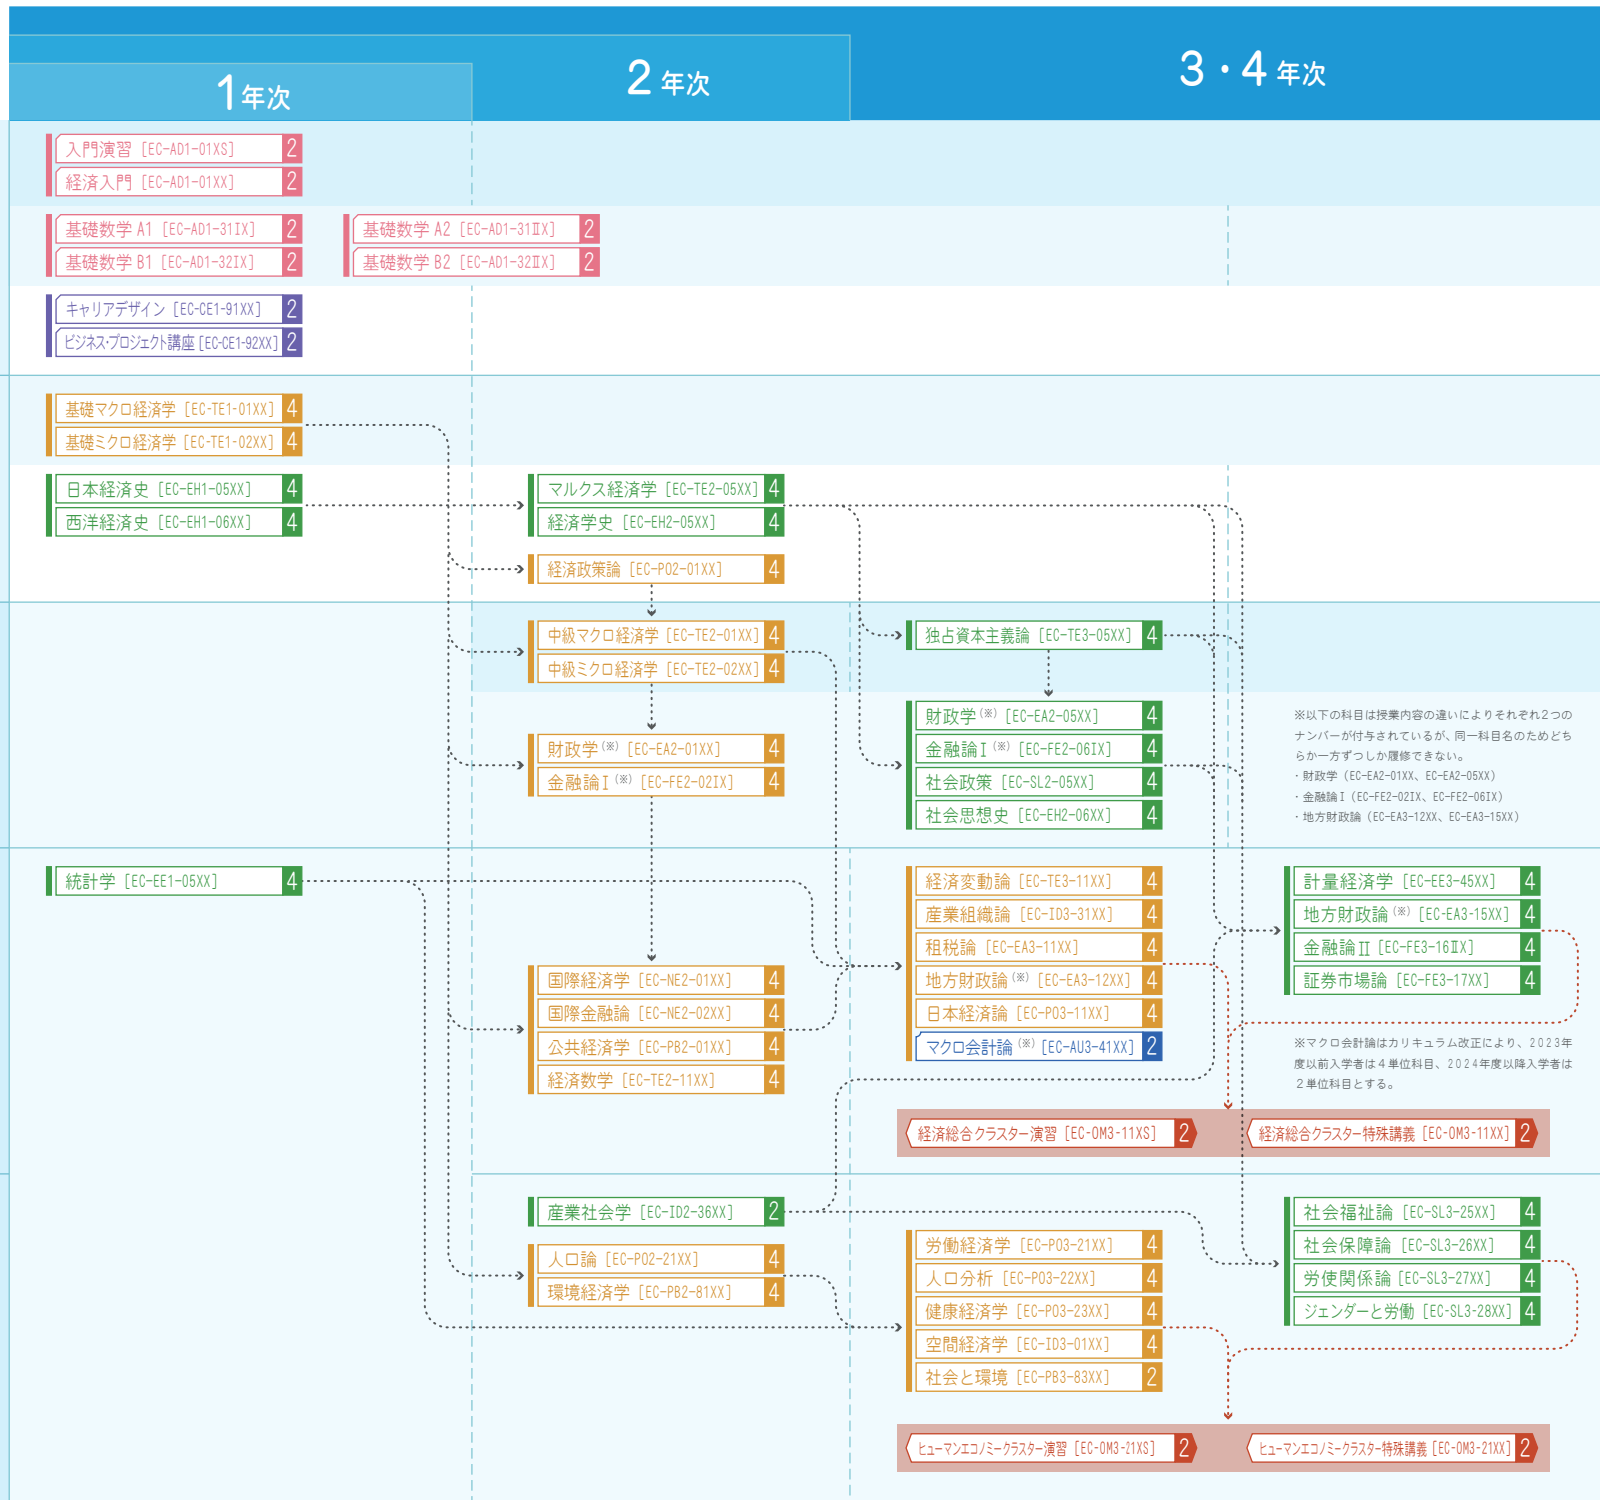 1年次
2 年次
3・4 年次
入門演習 [EC-AD1-01XS] 2
経済入門 [EC-AD1-01XX] 2
基礎数学 A1 [EC-AD1-31IX] 2
基礎数学 B1 [EC-AD1-32IX] 2
基礎数学 A2 [EC-AD1-31ⅡX] 2
基礎数学 B2 [EC-AD1-32ⅡX] 2
キャリアデザイン [EC-CE1-91XX] 2
ビジネス・プロジェクト講座 [EC-CE1-92XX] 2
基礎マクロ経済学 [EC-TE1-01XX] 4
基礎ミクロ経済学 [EC-TE1-02XX] 4
日本経済史 [EC-EH1-05XX] 4
西洋経済史 [EC-EH1-06XX] 4
マルクス経済学 [EC-TE2-05XX] 4
経済学史 [EC-EH2-05XX] 4
経済政策論 [EC-PO2-01XX] 4
中級マクロ経済学 [EC-TE2-01XX] 4
中級ミクロ経済学 [EC-TE2-02XX] 4
独占資本主義論 [EC-TE3-05XX] 4
財政学(※) [EC-EA2-01XX] 4
金融論Ⅰ(※) [EC-FE2-02IX] 4
財政学(※) [EC-EA2-05XX] 4
金融論Ⅰ(※) [EC-FE2-06IX] 4
社会政策 [EC-SL2-05XX] 4
社会思想史 [EC-EH2-06XX] 4
※以下の科目は授業内容の違いによりそれぞれ2つの
ナンバーが付与されているが、同一科目名のためどち
らか一方ずつしか履修できない。
・財政学（EC-EA2-01XX、EC-EA2-05XX）
・金融論Ⅰ（EC-FE2-02IX、EC-FE2-06IX）
・地方財政論（EC-EA3-12XX、EC-EA3-15XX）
統計学 [EC-EE1-05XX] 4
国際経済学 [EC-NE2-01XX] 4
国際金融論 [EC-NE2-02XX] 4
公共経済学 [EC-PB2-01XX] 4
経済数学 [EC-TE2-11XX] 4
経済変動論 [EC-TE3-11XX] 4
産業組織論 [EC-ID3-31XX] 4
租税論 [EC-EA3-11XX] 4
地方財政論(※) [EC-EA3-12XX] 4
日本経済論 [EC-PO3-11XX] 4
マクロ会計論(※) [EC-AU3-41XX] 2
計量経済学 [EC-EE3-45XX] 4
地方財政論(※) [EC-EA3-15XX] 4
金融論Ⅱ [EC-FE3-16ⅡX] 4
証券市場論 [EC-FE3-17XX] 4
※マクロ会計論はカリキュラム改正により、2023年
度以前入学者は４単位科目、2024年度以降入学者は
２単位科目とする。
経済総合クラスター演習 [EC-OM3-11XS] 2
経済総合クラスター特殊講義 [EC-OM3-11XX] 2
産業社会学 [EC-ID2-36XX] 2
人口論 [EC-PO2-21XX] 4
環境経済学 [EC-PB2-81XX] 4
労働経済学 [EC-PO3-21XX] 4
人口分析 [EC-PO3-22XX] 4
健康経済学 [EC-PO3-23XX] 4
空間経済学 [EC-ID3-01XX] 4
社会と環境 [EC-PB3-83XX] 2
社会福祉論 [EC-SL3-25XX] 4
社会保障論 [EC-SL3-26XX] 4
労使関係論 [EC-SL3-27XX] 4
ジェンダーと労働 [EC-SL3-28XX] 4
ヒューマンエコノミークラスター演習 [EC-OM3-21XS] 2
ヒューマンエコノミークラスター特殊講義 [EC-OM3-21XX] 2